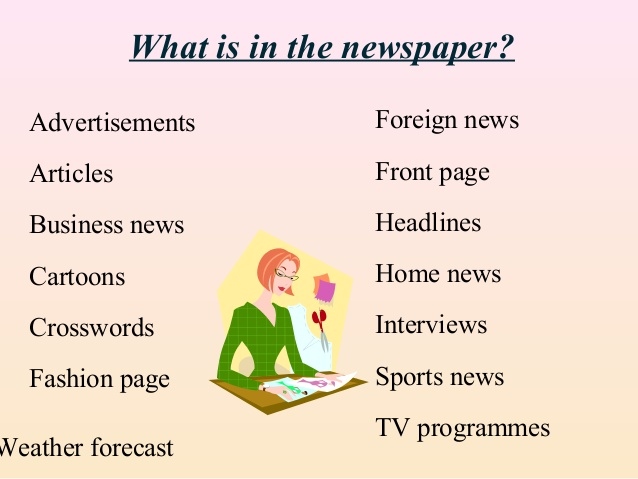 What is in the newspaper?
Advertisements
Articles
Business news
Cartoons
Crosswords
Fashion page
Weather forecast
Foreign news
Front page
Headlines
Home news
Interviews
Sports news
TV programmes